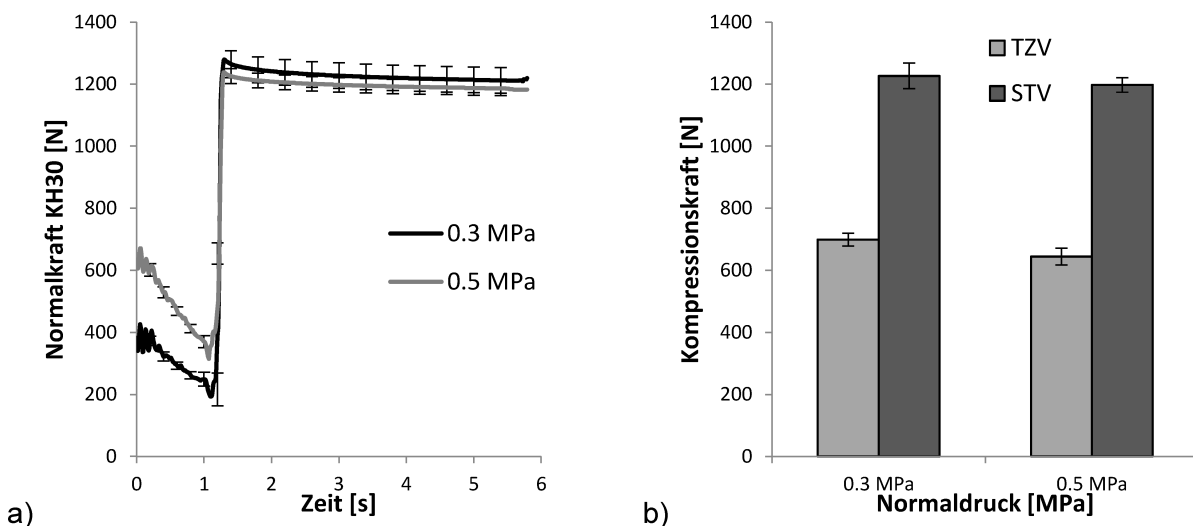 1400
1200
1000
800
600
400
200
0
Normalkraft KH30 [N]
0.3 MPa
0.5 MPa
0 1 2 3 4 5 6
Zeit [s]
a)
1400
1200
1000
800
600
400
200
0
Kompressionskraft [N]
TZV
STV
0.3 MPa 0.5 MPa
Normaldruck [MPa]
b)